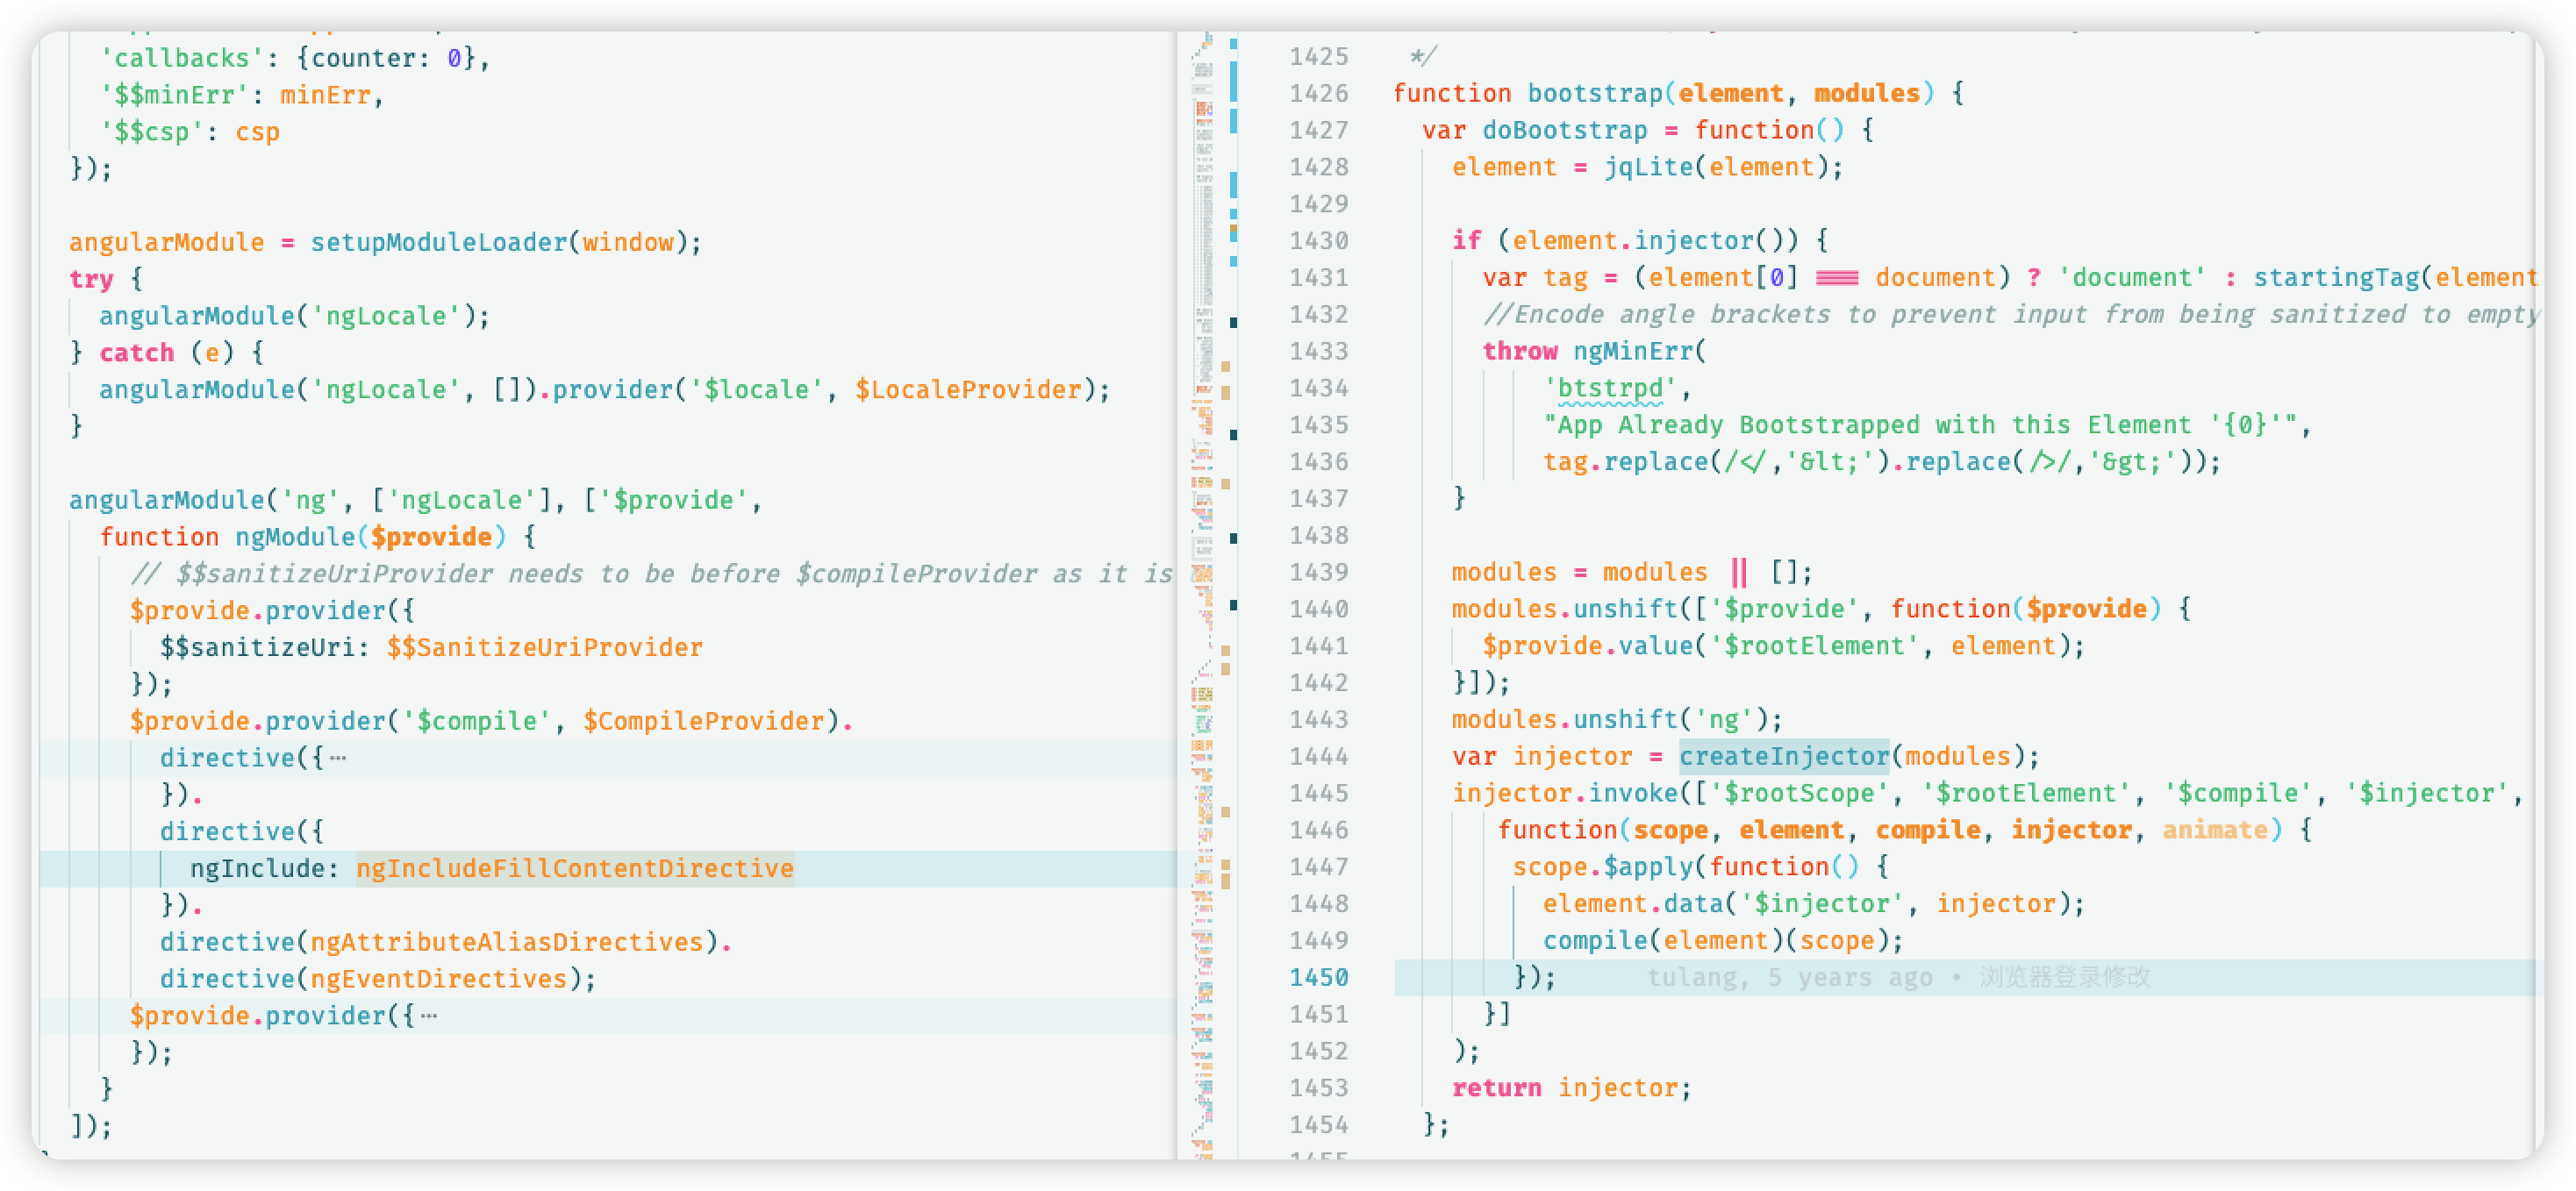 'callbacks': {counter: 0},
'$$minErr': minErr,
'$$csp': csp
});
angularModule = setupModuleLoader(window);
try {
angularModule('ngLocale');
} catch (e) {
angularModule('ngLocale', []).provider('$locale', $LocaleProvider);
}
angularModule('ng', ['ngLocale'], ['$provide',
function ngModule($provide) {
// $$sanitizeUriProvider needs to be before $compileProvider as it is
$provide.provider({
$$sanitizeUri: $$SanitizeUriProvider
});
$provide.provider('$compile', $CompileProvider).
directive({⋯
}).
directive({
ngInclude: ngIncludeFillContentDirective
}).
directive(ngAttributeAliasDirectives).
directive(ngEventDirectives);
$provide.provider({⋯
});
}
]);
1425 */
1426 function bootstrap(element, modules) {
1427 var doBootstrap = function() {
1428 element = jqLite(element);
1429
1430 if (element.injector()) {
1431 var tag = (element[0] === document) ? 'document' : startingTag(element
1432 //Encode angle brackets to prevent input from being sanitized to empty
1433 throw ngMinErr(
1434 'btstrpd',
1435 "App Already Bootstrapped with this Element '{0}'",
1436 tag.replace(/</,'&lt;').replace(/>/,'&gt;'));
1437 }
1438
1439 modules = modules || [];
1440 modules.unshift(['$provide', function($provide) {
1441 $provide.value('$rootElement', element);
1442 }]);
1443 modules.unshift('ng');
1444 var injector = createInjector(modules);
1445 injector.invoke(['$rootScope', '$rootElement', '$compile', '$injector',
1446 function(scope, element, compile, injector, animate) {
1447 scope.$apply(function() {
1448 element.data('$injector', injector);
1449 compile(element)(scope);
1450 }); tulang, 5 years ago • 浏览器登录修改
1451 }]
1452 );
1453 return injector;
1454 };